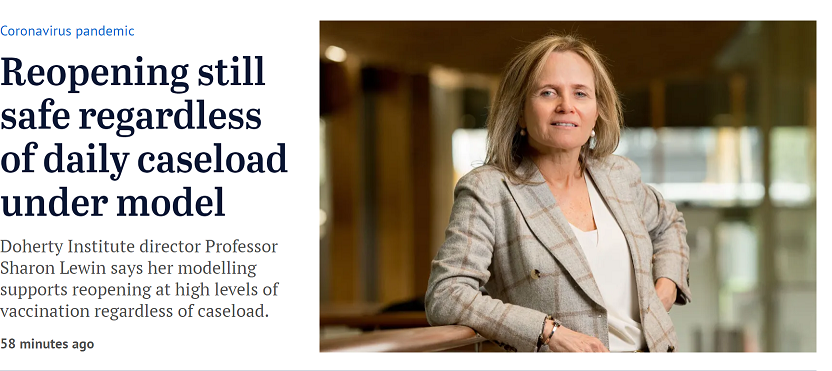 Coronavirus pandemic
Reopening still
safe regardless
of daily caseload
under model
Doherty Institute director Professor
Sharon Lewin says her modelling
supports reopening at high levels of
vaccination regardless of caseload.
58 minutes ago